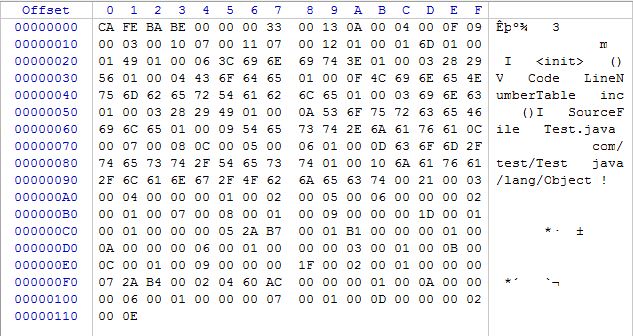 Offset 0 1 2 3 4 5 6 7 8 9 A B C D E F
00000000 CA FE BA BE 00 00 00 33 00 13 0A 00 04 00 0F 09 Êþº¾ 3
00000010 00 03 00 10 07 00 11 07 00 12 01 00 01 6D 01 00 m
00000020 01 49 01 00 06 3C 69 6E 69 74 3E 01 00 03 28 29 I <init> ()
00000030 56 01 00 04 43 6F 64 65 01 00 0F 4C 69 6E 65 4E V Code LineN
00000040 75 6D 62 65 72 54 61 62 6C 65 01 00 03 69 6E 63 umberTable inc
00000050 01 00 03 28 29 49 01 00 0A 53 6F 75 72 63 65 46 ()I SourceF
00000060 69 6C 65 01 00 09 54 65 73 74 2E 6A 61 76 61 0C ile Test.java
00000070 00 07 00 08 0C 00 05 00 06 01 00 0D 63 6F 6D 2F com/
00000080 74 65 73 74 2F 54 65 73 74 01 00 10 6A 61 76 61 test/Test java
00000090 2F 6C 61 6E 67 2F 4F 62 6A 65 63 74 00 21 00 03 /lang/Object !
000000A0 00 04 00 00 00 01 00 02 00 05 00 06 00 00 00 02
000000B0 00 01 00 07 00 08 00 01 00 09 00 00 00 1D 00 01
000000C0 00 01 00 00 00 05 2A B7 00 01 B1 00 00 00 01 00 *· ±
000000D0 0A 00 00 00 06 00 01 00 00 00 03 00 01 00 0B 00
000000E0 0C 00 01 00 09 00 00 00 1F 00 02 00 01 00 00 00
000000F0 07 2A B4 00 02 04 60 AC 00 00 00 01 00 0A 00 00 *´ `¬
00000100 00 06 00 01 00 00 00 07 00 01 00 0D 00 00 00 02
00000110 00 0E